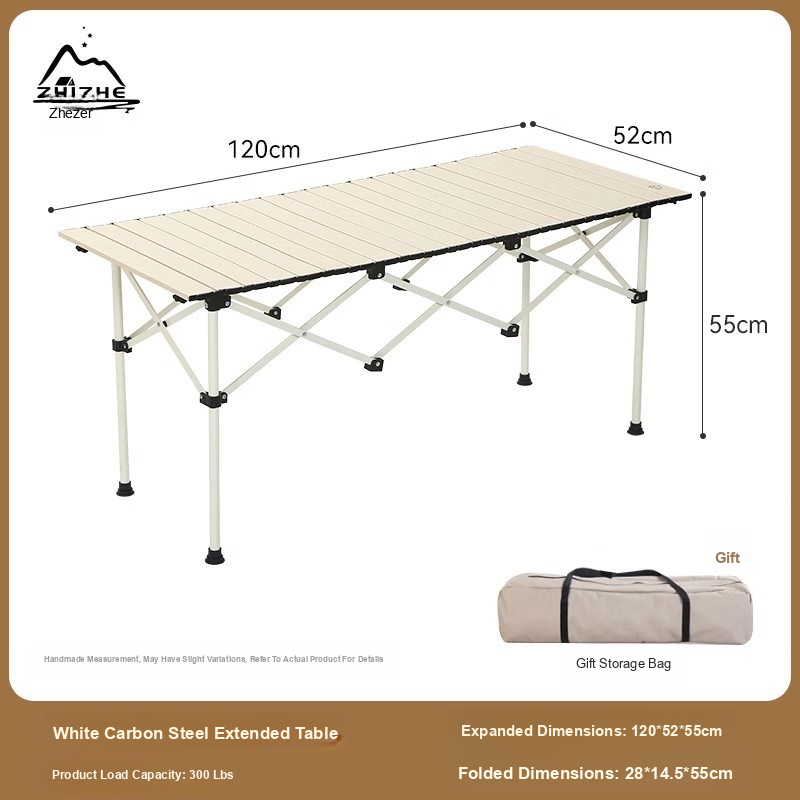 ZHIZHE
Zhezer
120cm
52cm
55cm
Gift
Gift Storage Bag
Handmade Measurement, May Have Slight Variations, Refer To Actual Product For Details
White Carbon Steel Extended Table
Expanded Dimensions: 120*52*55cm
Product Load Capacity: 300 Lbs
Folded Dimensions: 28*14.5*55cm